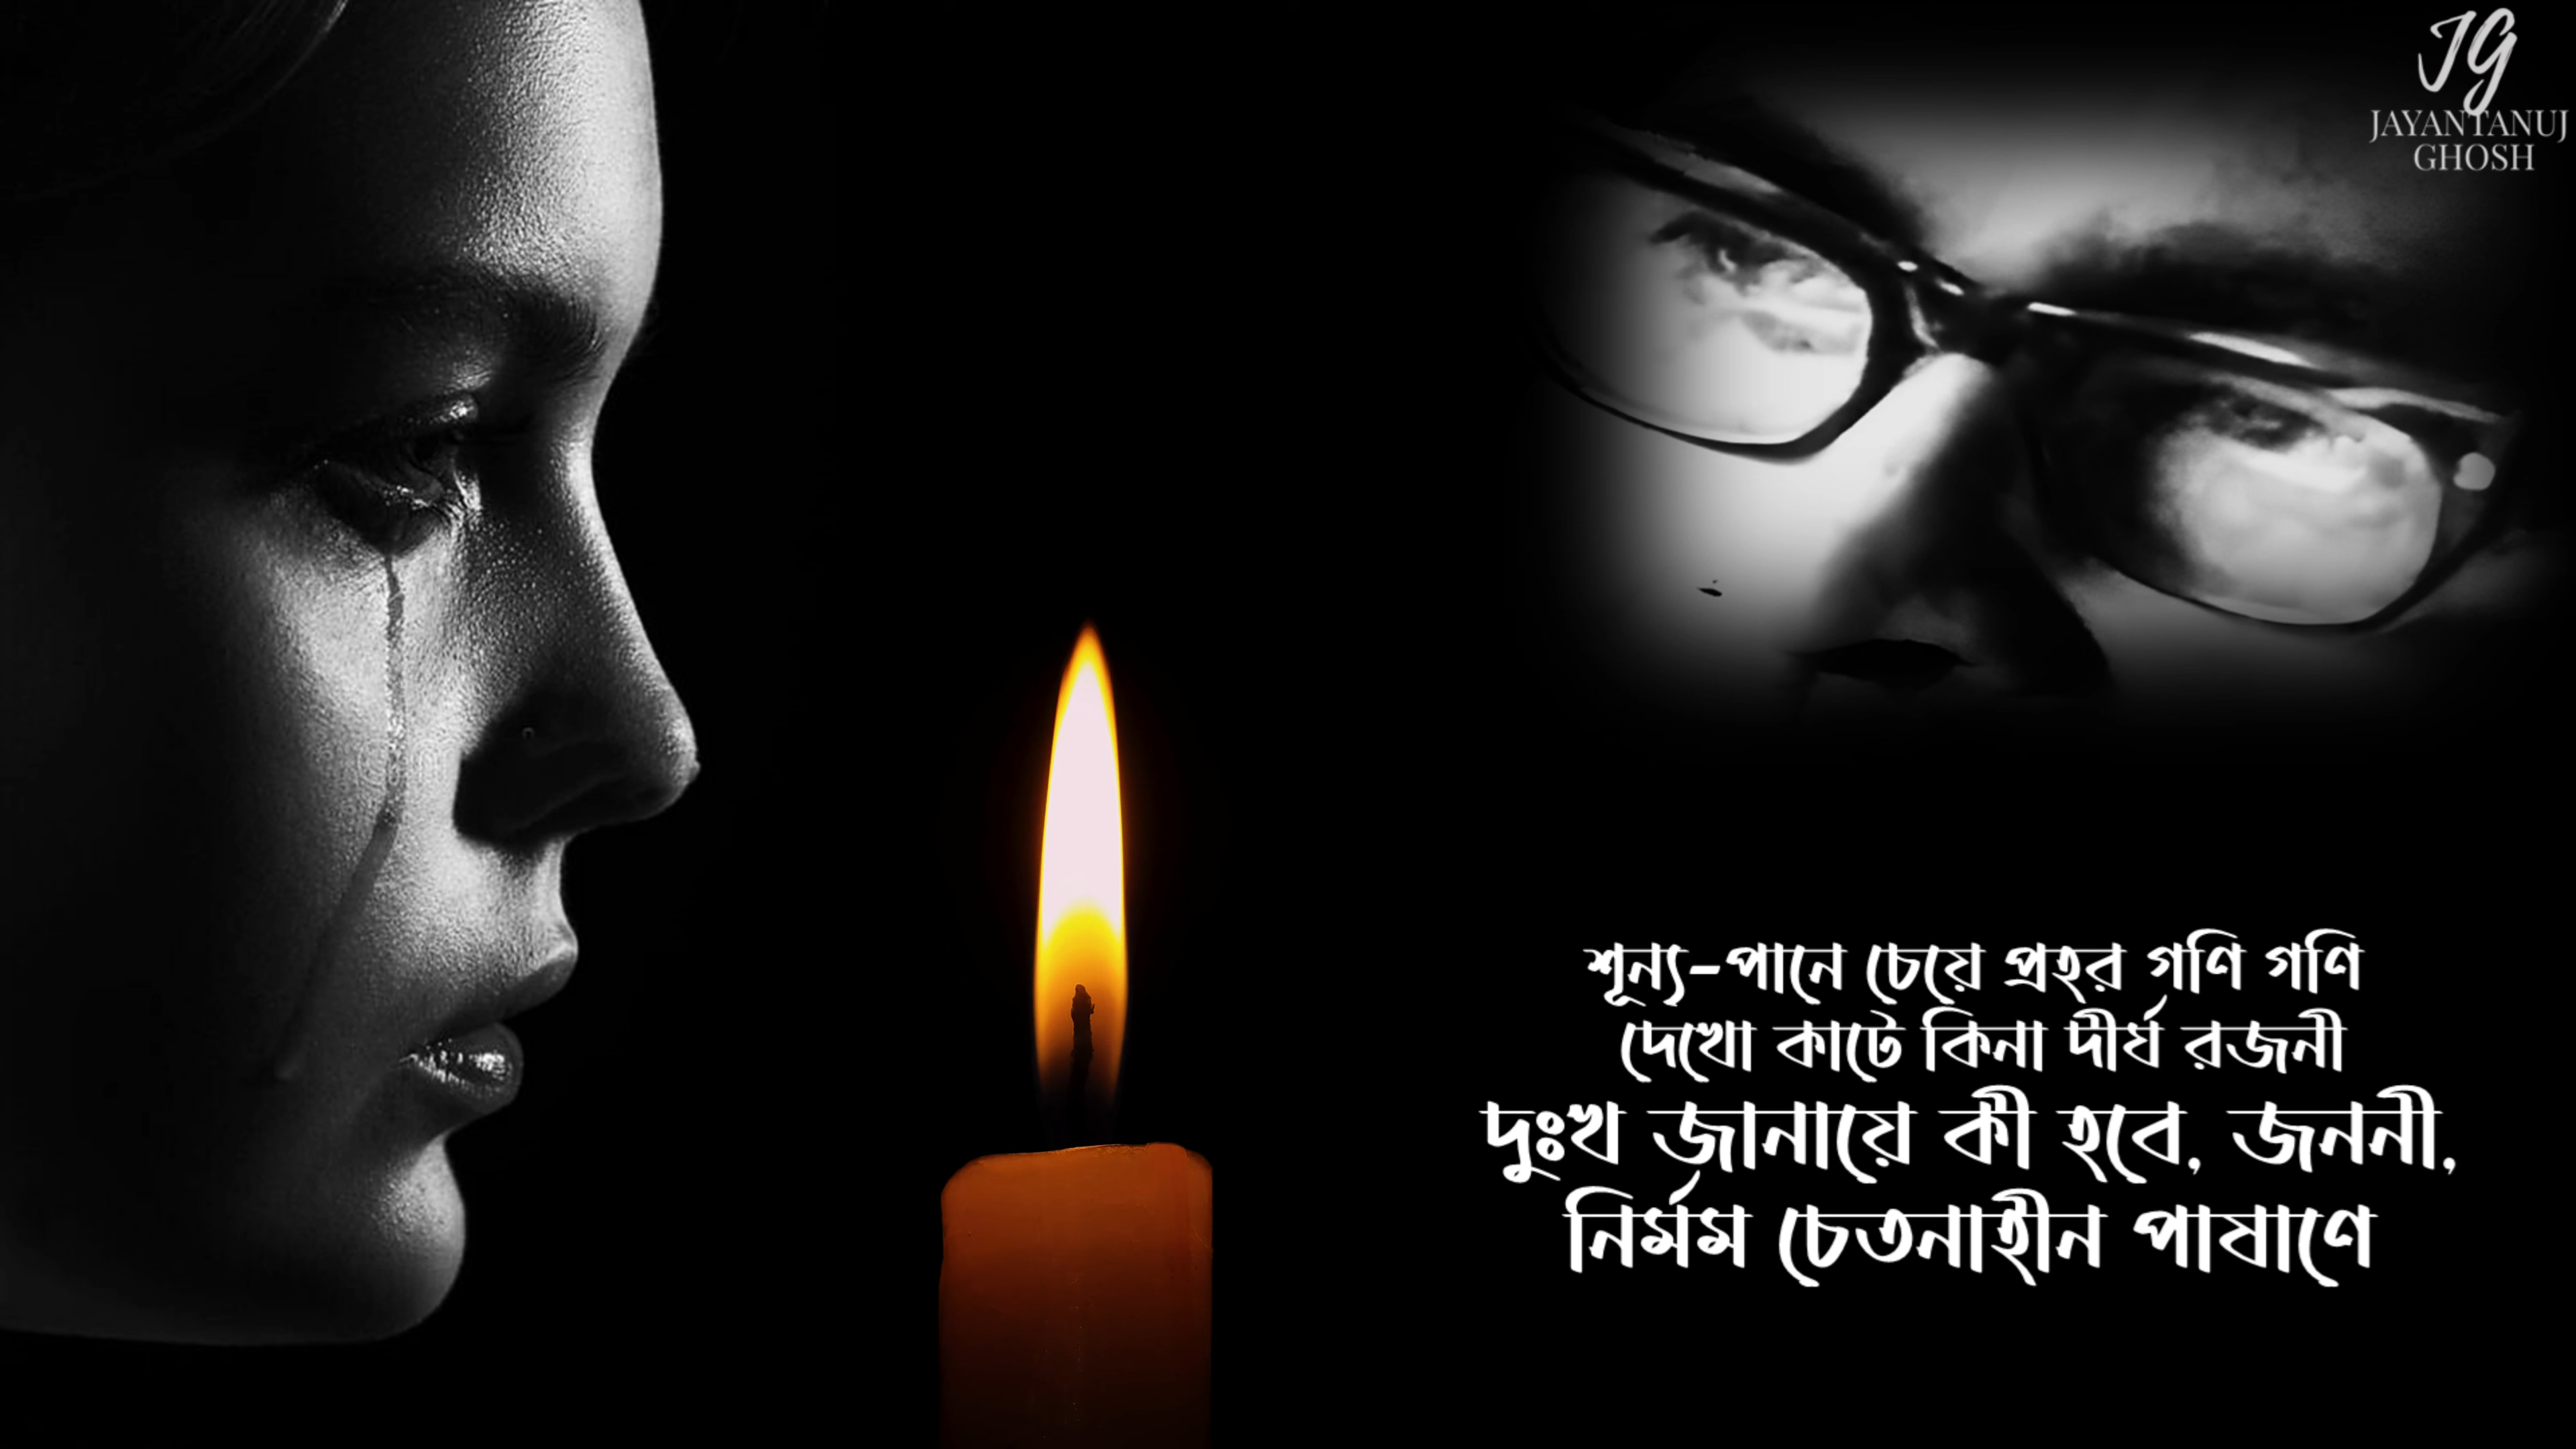 JG
JAYANTANUJ
GHOSH
শূন্য-পানে চেয়ে প্রহর গণি গণি
দেখো কাটে কিনা দীর্ঘ রজনী
দুঃখ জানায়ে কী হবে, জননী,
নির্মম চেতনাহীন পাষাণে